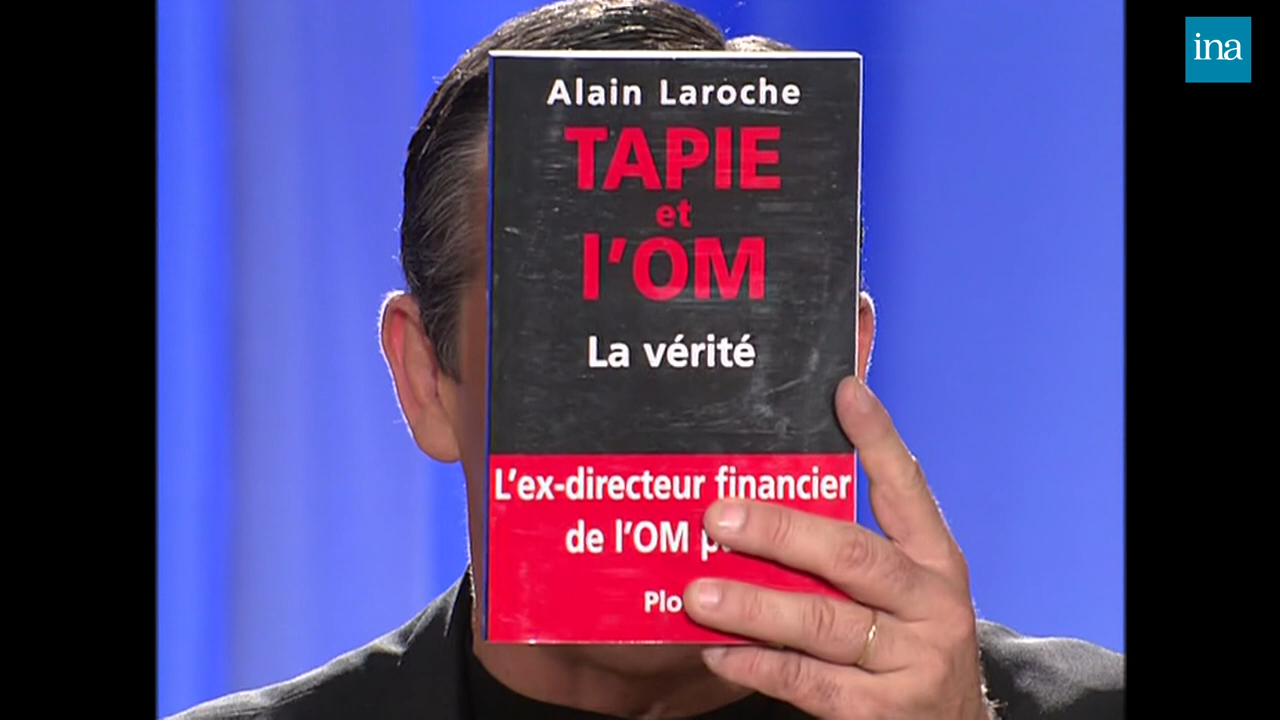 ina
Alain Laroche
TAPIE
et
l'OM
La vérité
L'ex-directeur financier
de l'OM